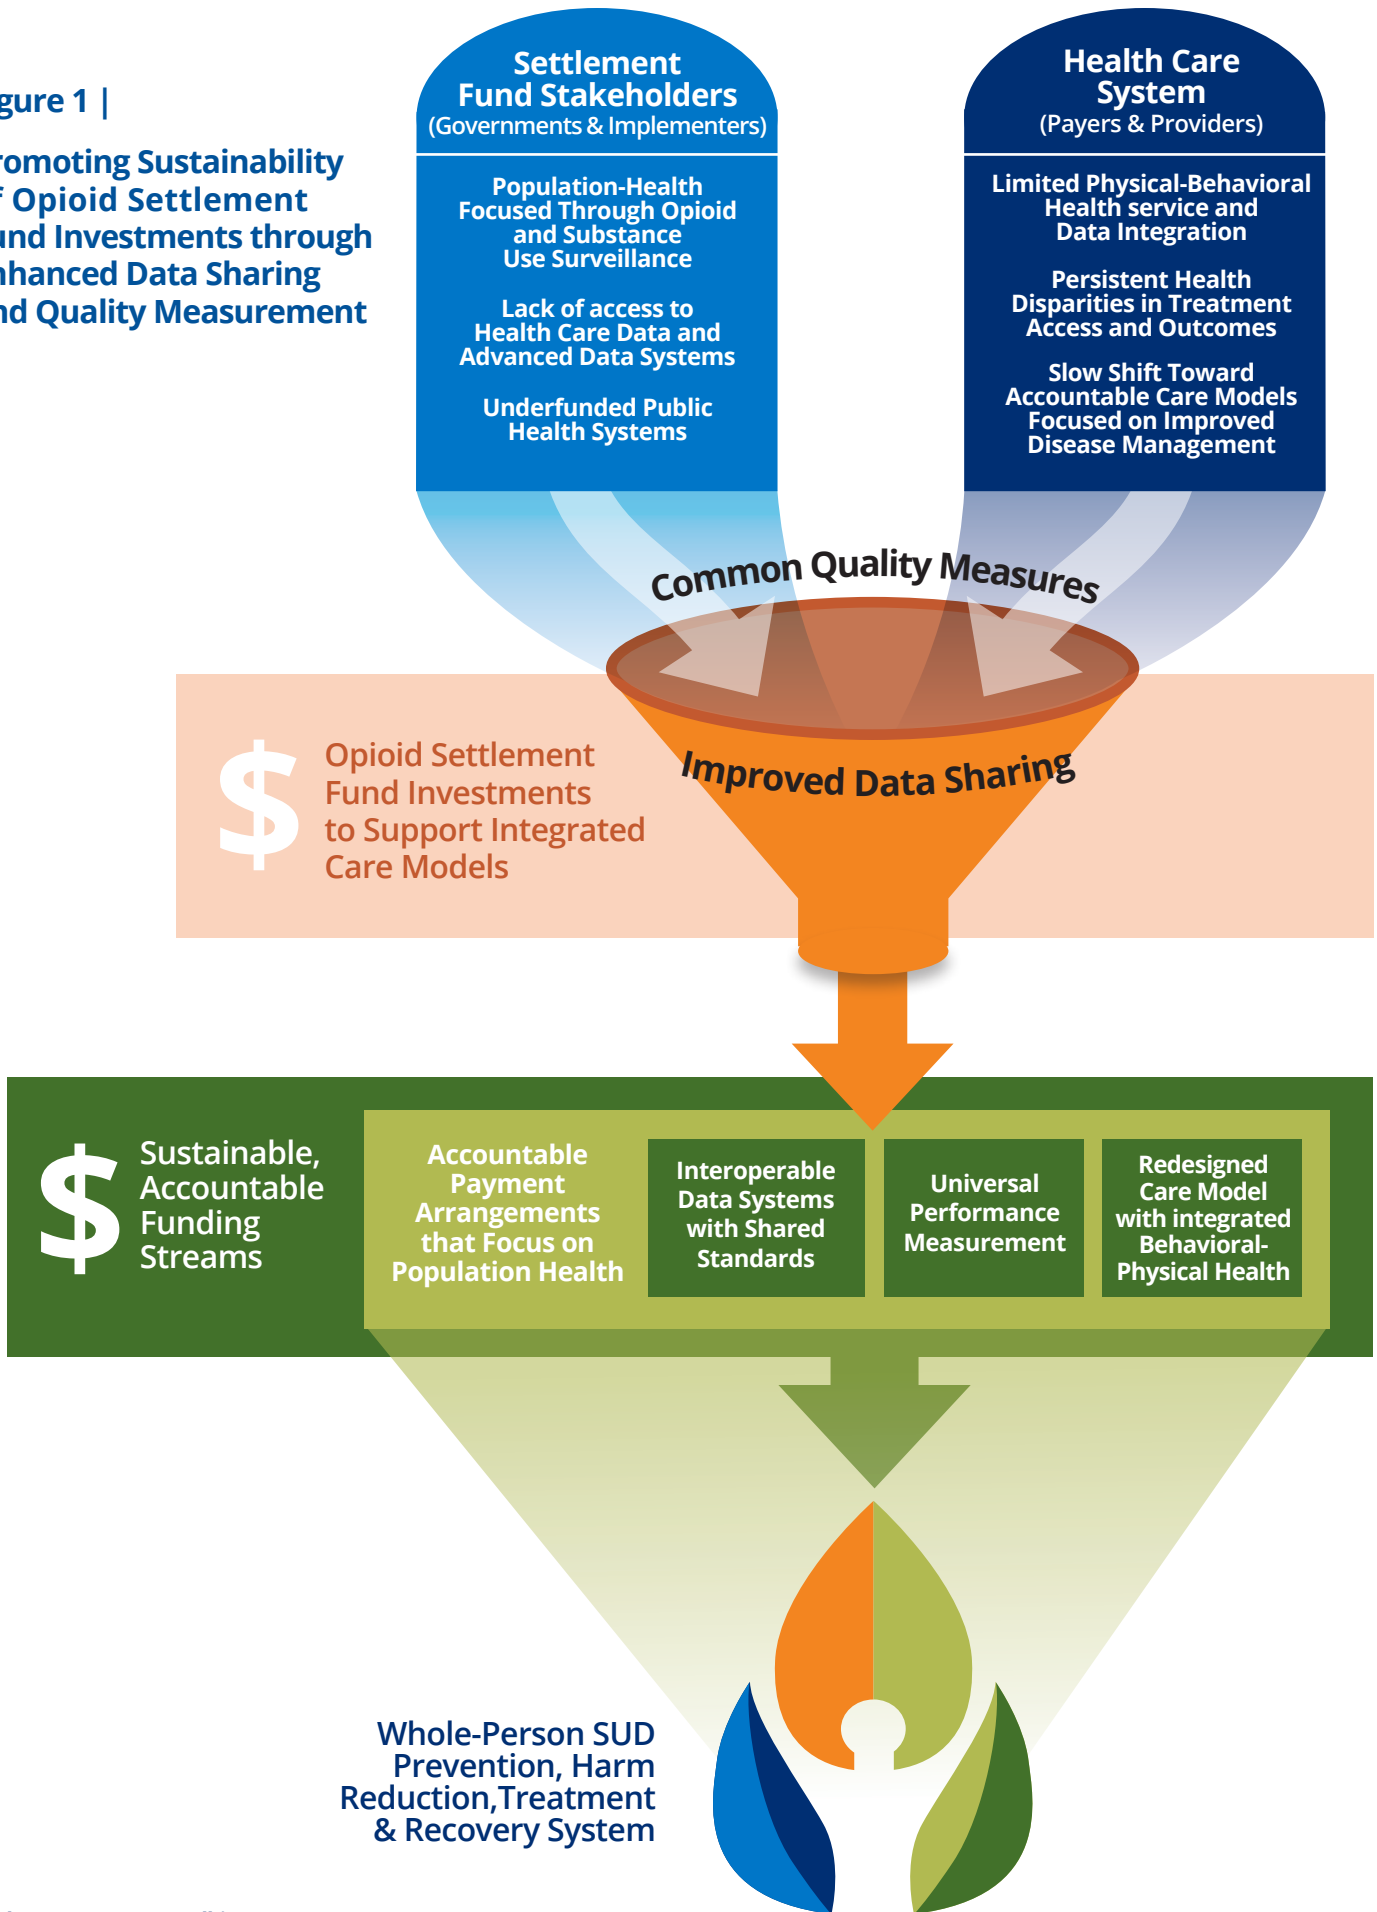 gure 1 |
romoting Sustainability
f Opioid Settlement
und Investments through
nhanced Data Sharing
nd Quality Measurement
Settlement
Fund Stakeholders
(Governments & Implementers)
Population-Health
Focused Through Opioid
and Substance
Use Surveillance
Lack of access to
Health Care Data and
Advanced Data Systems
Underfunded Public
Health Systems
Health Care
System
(Payers & Providers)
Limited Physical-Behavioral
Health service and
Data Integration
Persistent Health
Disparities in Treatment
Access and Outcomes
Slow Shift Toward
Accountable Care Models
Focused on Improved
Disease Management
Common Quality Measures
Improved Data Sharing
$
Opioid Settlement
Fund Investments
to Support Integrated
Care Models
$
Sustainable,
Accountable
Funding
Streams
Accountable
Payment
Arrangements
that Focus on
Population Health
Interoperable
Data Systems
with Shared
Standards
Universal
Performance
Measurement
Redesigned
Care Model
with integrated
Behavioral-
Physical Health
Whole-Person SUD
Prevention, Harm
Reduction,Treatment
& Recovery System